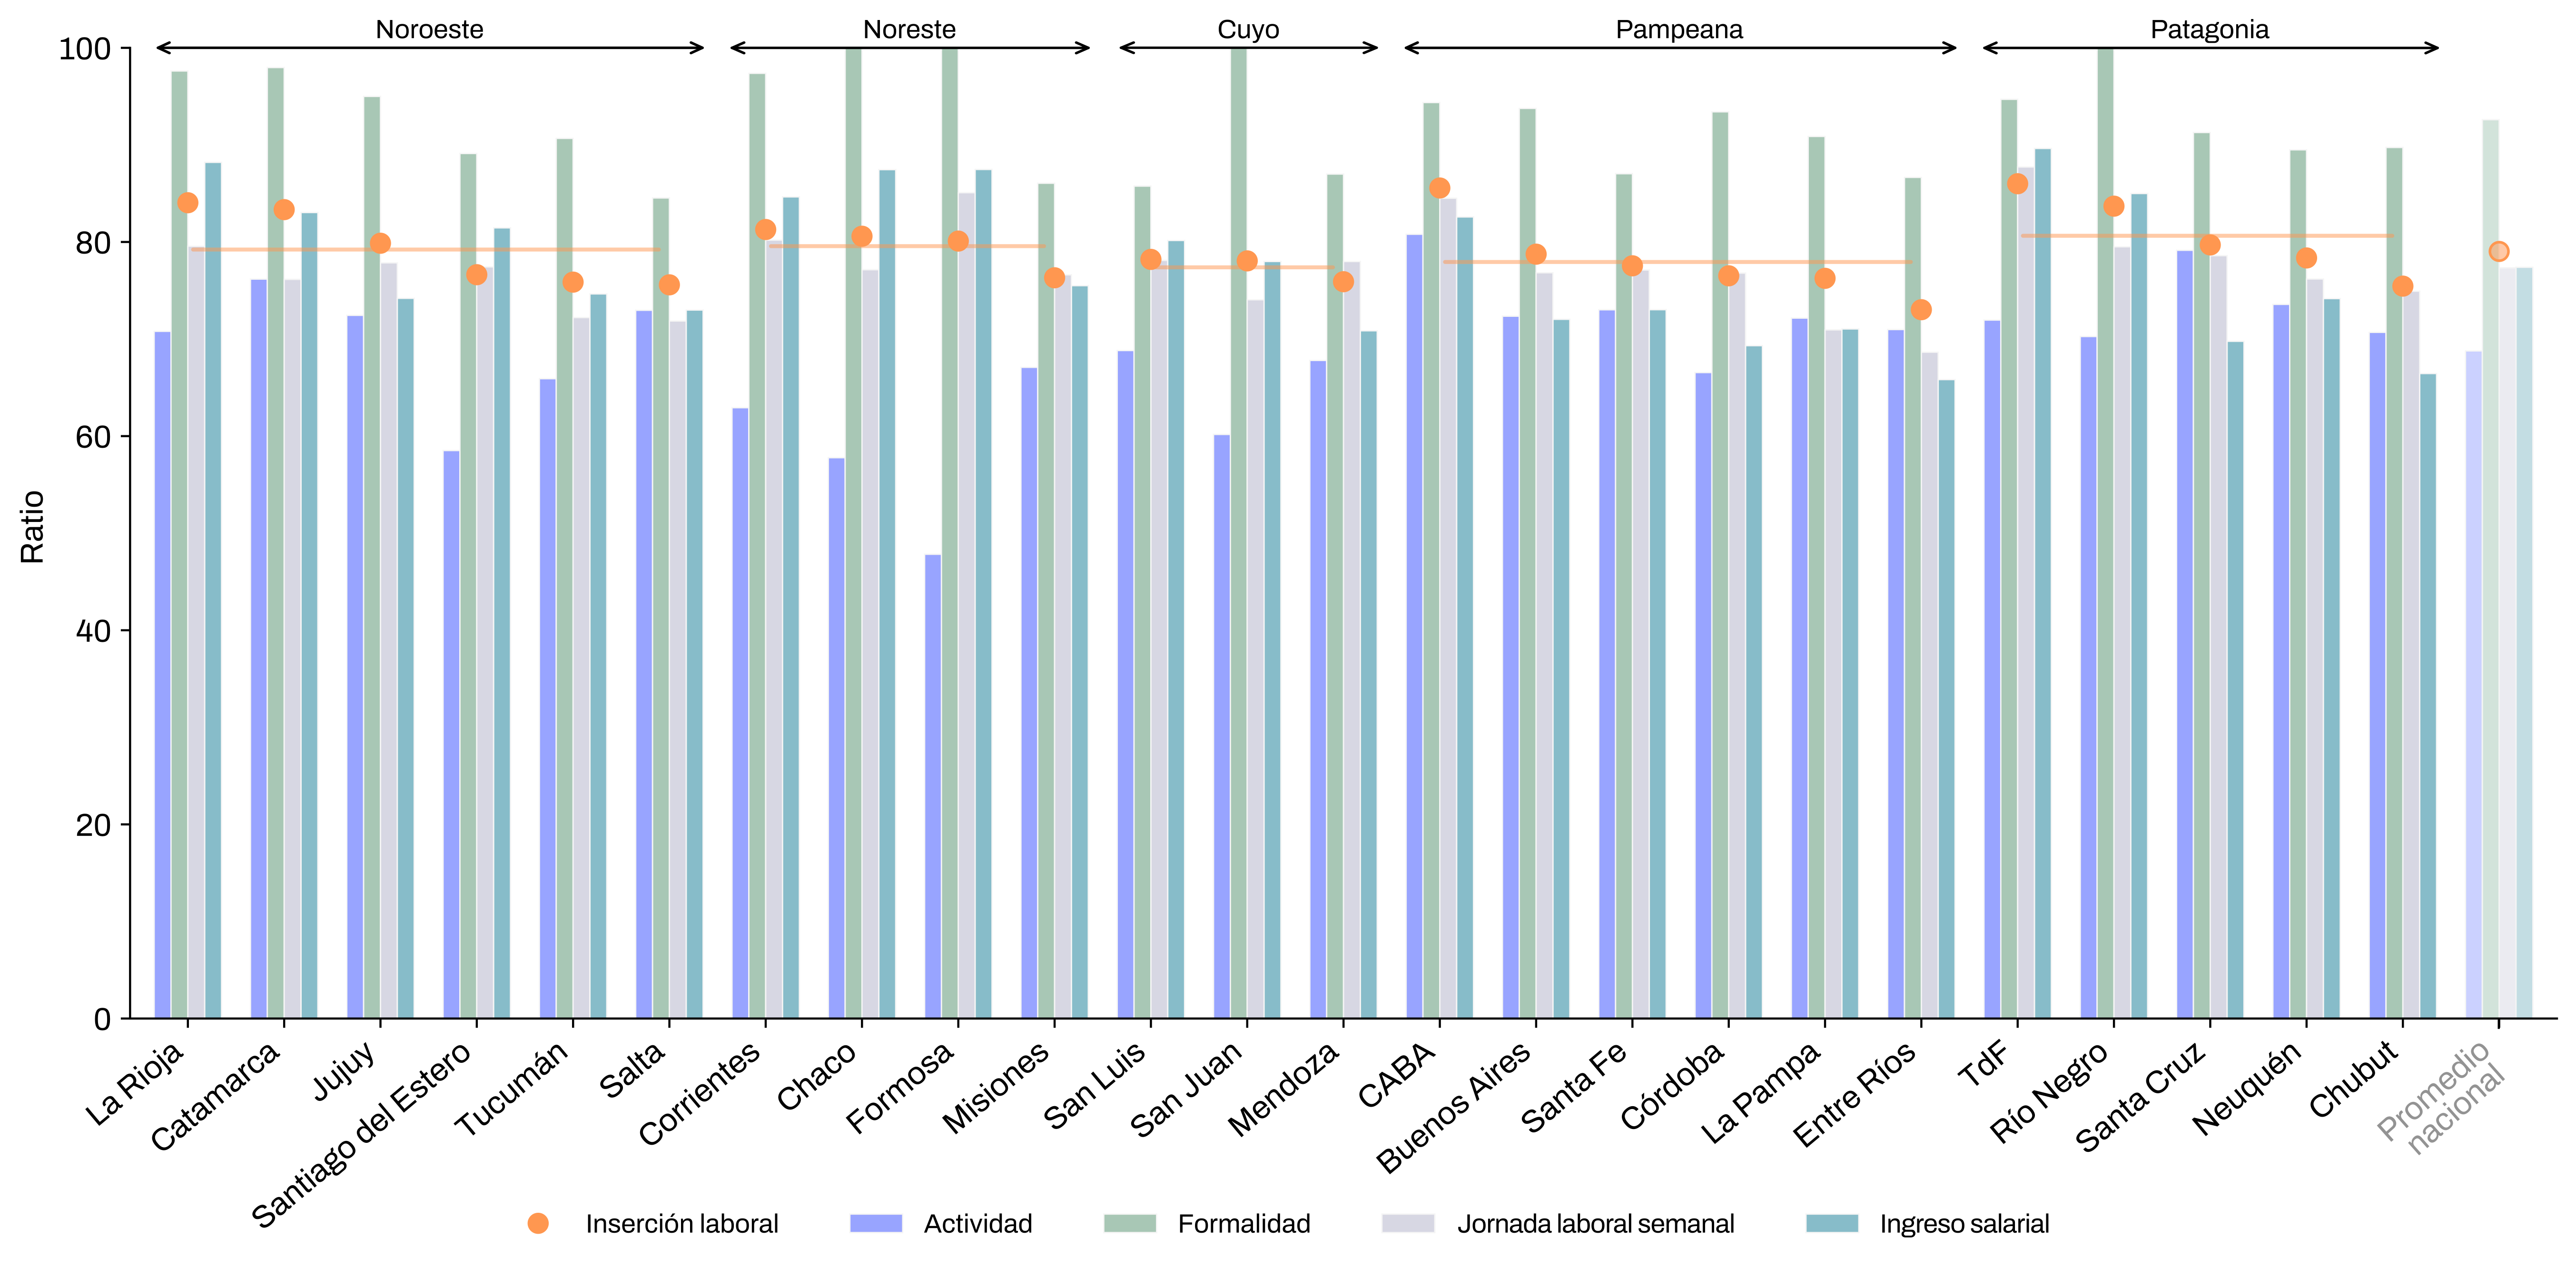 Noroeste
Noreste
Cuyo
Pampeana
Patagonia
100
80
60
40
20
0
Ratio
La Rioja
Catamarca
Jujuy
Santiago del Estero
Tucumán
Salta
Corrientes
Chaco
Formosa
Misiones
San Luis
San Juan
Mendoza
CABA
Buenos Aires
Santa Fe
Córdoba
La Pampa
Entre Ríos
TdF
Río Negro
Santa Cruz
Neuquén
Chubut
Promedio
nacional
Inserción laboral
Actividad
Formalidad
Jornada laboral semanal
Ingreso salarial